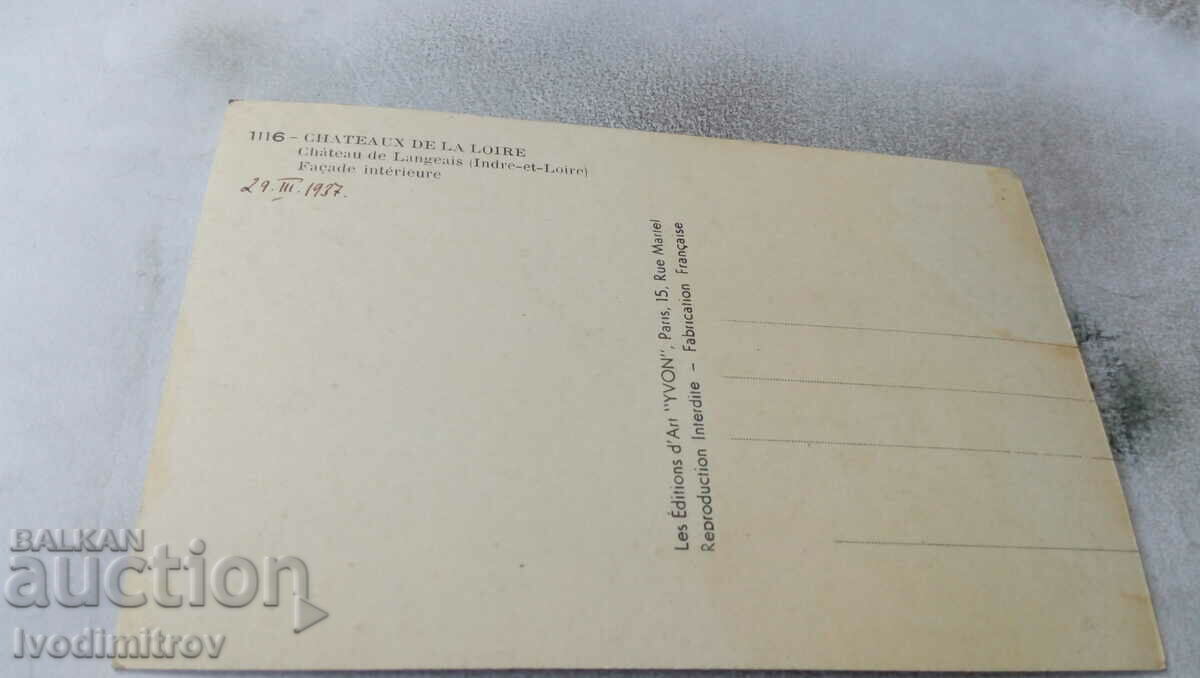 1116 - CHATEAUX DE LA LOIRE
Château de Langeais (Indre-et-Loire)
Façade intérieure
29. III. 1937.
Les Éditions d'Art "YVON", Paris, 15, Rue Martel
Reproduction Interdite - Fabrication Française
BALKAN
auction
Ivodimitrov